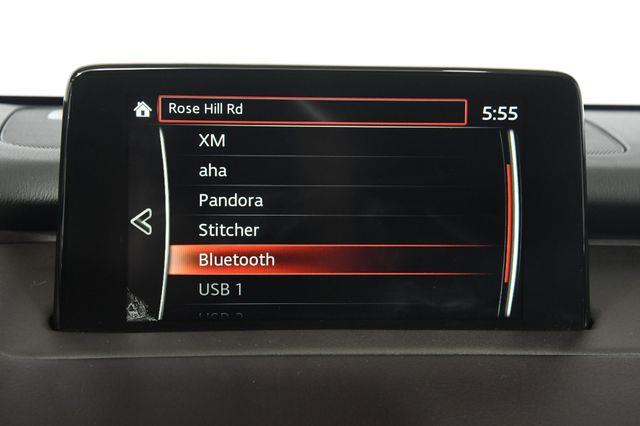 Rose Hill Rd
5:55
XM
aha
Pandora
Stitcher
Bluetooth
USB 1